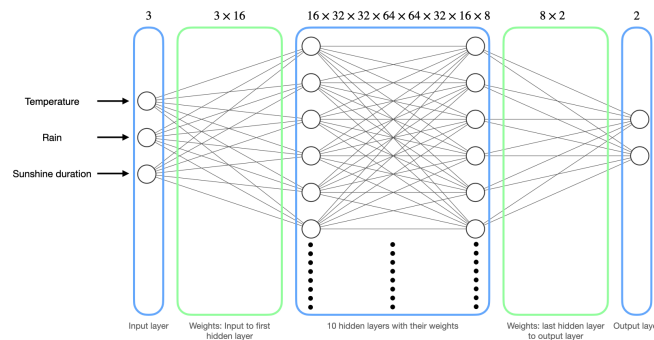 3
3 × 16
16 × 32 × 32 × 64 × 64 × 32 × 16 × 8
8 × 2
2
Temperature
Rain
Sunshine duration
Input layer
Weights: Input to first
hidden layer
10 hidden layers with their weights
Weights: last hidden layer
to output layer
Output laye